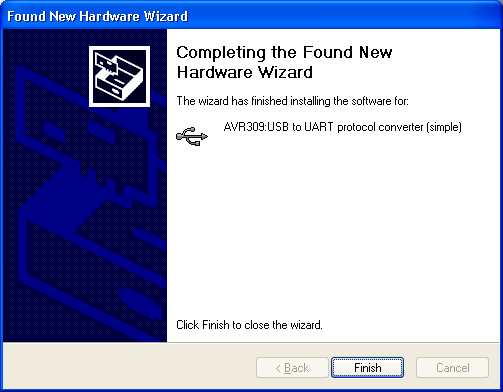 Found New Hardware Wizard
Completing the Found New
Hardware Wizard
The wizard has finished installing the software for:
AVR309:USB to UART protocol converter (simple)
Click Finish to close the wizard.
< Back
Finish
Cancel